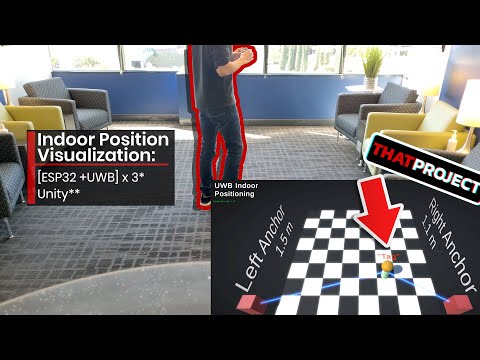 Indoor Position
Visualization:
[ESP32 +UWB] x 3*
Unity**
THATPROJECT
UWB Indoor
Positioning
Left Anchor
1.5 m
"Tag"
Right Anchor
1.1 m